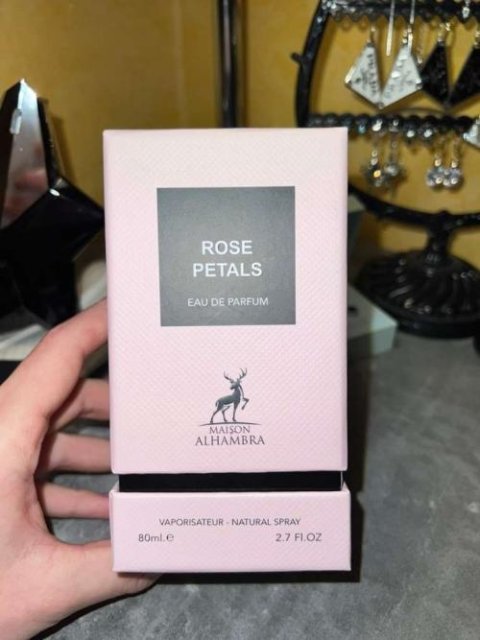 ROSE
PETALS
EAU DE PARFUM
MAISON
ALHAMBRA
VAPORISATEUR - NATURAL SPRAY
80ml.e 2.7 Fl.OZ